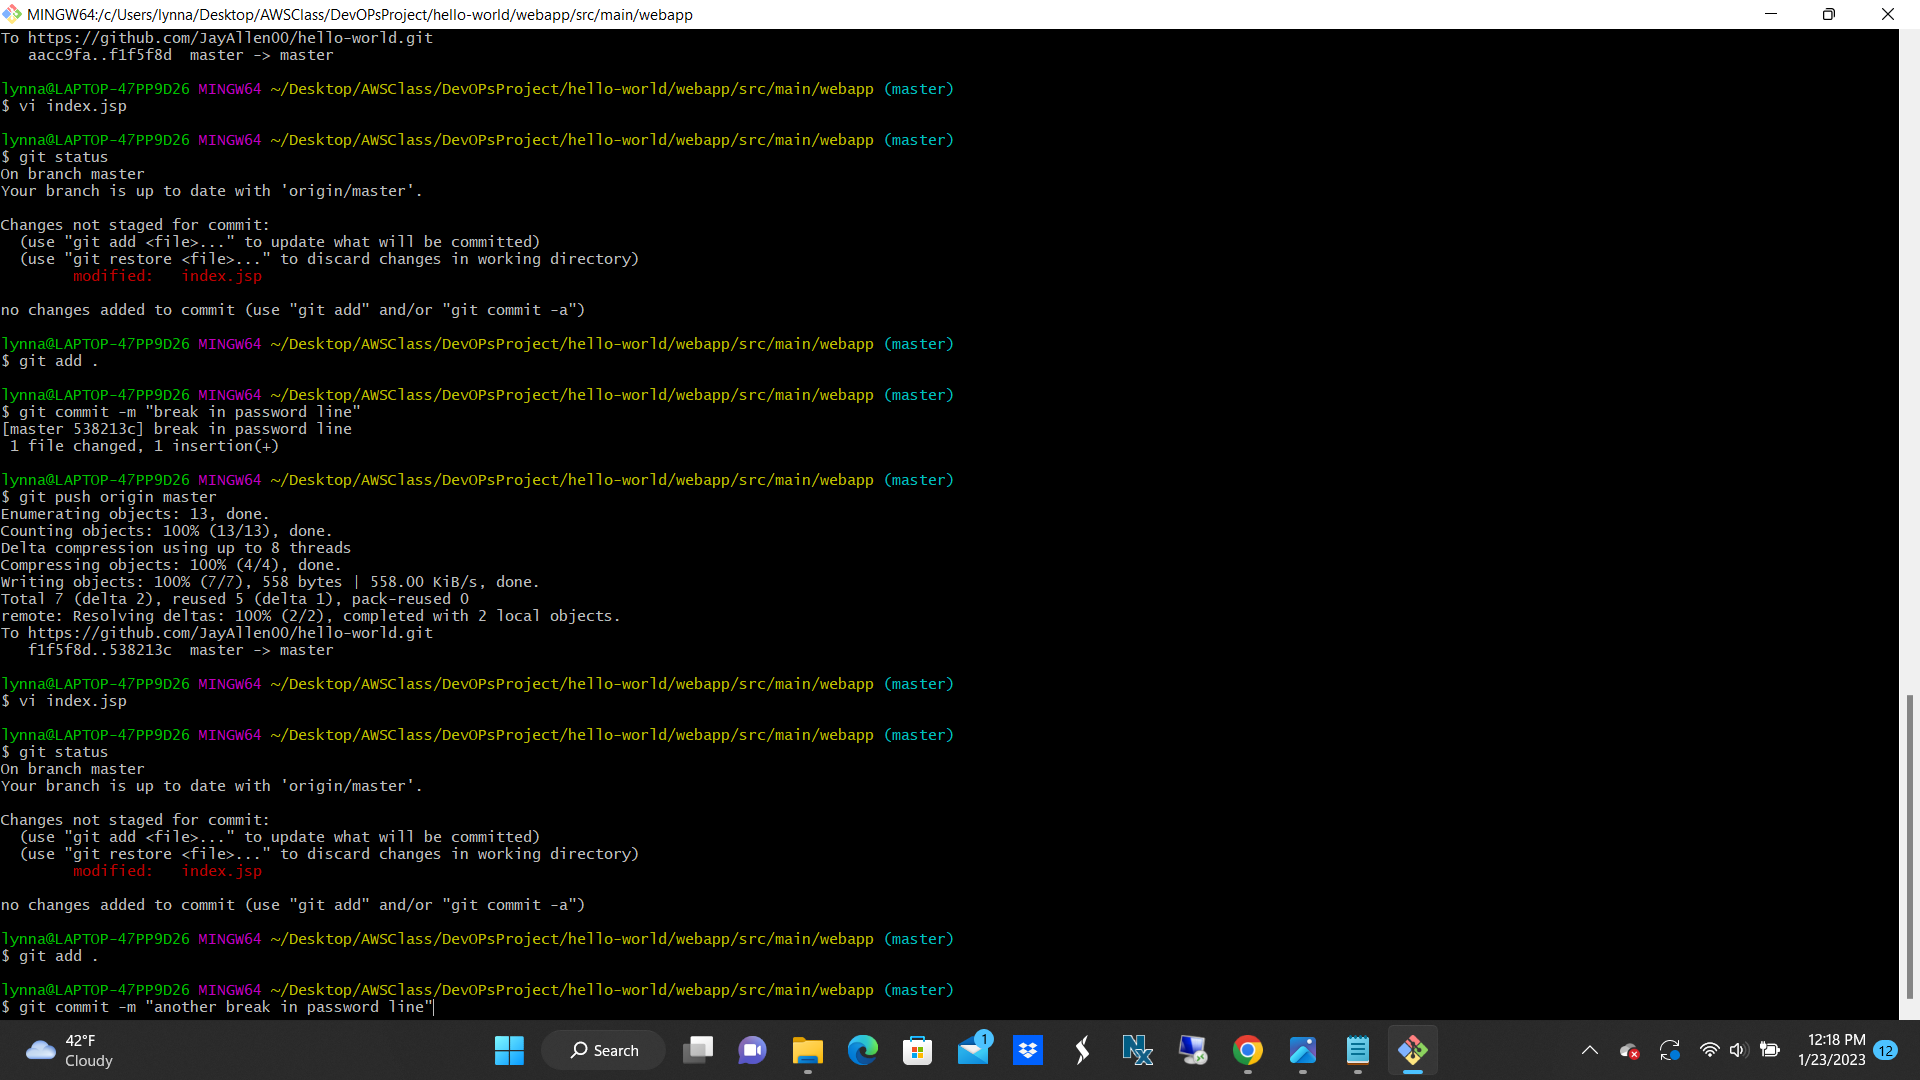 MINGW64:/c/Users/lynna/Desktop/AWSClass/DevOPsProject/hello-world/webapp/src/main/webapp
To https://github.com/JayAllen00/hello-world.git
   aacc9fa..f1f5f8d  master -> master
lynna@LAPTOP-47PP9D26 MINGW64 ~/Desktop/AWSClass/DevOPsProject/hello-world/webapp/src/main/webapp (master)
$ vi index.jsp
lynna@LAPTOP-47PP9D26 MINGW64 ~/Desktop/AWSClass/DevOPsProject/hello-world/webapp/src/main/webapp (master)
$ git status
On branch master
Your branch is up to date with 'origin/master'.
Changes not staged for commit:
  (use "git add <file>..." to update what will be committed)
  (use "git restore <file>..." to discard changes in working directory)
        modified:   index.jsp
no changes added to commit (use "git add" and/or "git commit -a")
lynna@LAPTOP-47PP9D26 MINGW64 ~/Desktop/AWSClass/DevOPsProject/hello-world/webapp/src/main/webapp (master)
$ git add .
lynna@LAPTOP-47PP9D26 MINGW64 ~/Desktop/AWSClass/DevOPsProject/hello-world/webapp/src/main/webapp (master)
$ git commit -m "break in password line"
[master 538213c] break in password line
 1 file changed, 1 insertion(+)
lynna@LAPTOP-47PP9D26 MINGW64 ~/Desktop/AWSClass/DevOPsProject/hello-world/webapp/src/main/webapp (master)
$ git push origin master
Enumerating objects: 13, done.
Counting objects: 100% (13/13), done.
Delta compression using up to 8 threads
Compressing objects: 100% (4/4), done.
Writing objects: 100% (7/7), 558 bytes | 558.00 KiB/s, done.
Total 7 (delta 2), reused 5 (delta 1), pack-reused 0
remote: Resolving deltas: 100% (2/2), completed with 2 local objects.
To https://github.com/JayAllen00/hello-world.git
   f1f5f8d..538213c  master -> master
lynna@LAPTOP-47PP9D26 MINGW64 ~/Desktop/AWSClass/DevOPsProject/hello-world/webapp/src/main/webapp (master)
$ vi index.jsp
lynna@LAPTOP-47PP9D26 MINGW64 ~/Desktop/AWSClass/DevOPsProject/hello-world/webapp/src/main/webapp (master)
$ git status
On branch master
Your branch is up to date with 'origin/master'.
Changes not staged for commit:
  (use "git add <file>..." to update what will be committed)
  (use "git restore <file>..." to discard changes in working directory)
        modified:   index.jsp
no changes added to commit (use "git add" and/or "git commit -a")
lynna@LAPTOP-47PP9D26 MINGW64 ~/Desktop/AWSClass/DevOPsProject/hello-world/webapp/src/main/webapp (master)
$ git add .
lynna@LAPTOP-47PP9D26 MINGW64 ~/Desktop/AWSClass/DevOPsProject/hello-world/webapp/src/main/webapp (master)
$ git commit -m "another break in password line"
42°F
Cloudy
Search
1
12:18 PM
1/23/2023
12